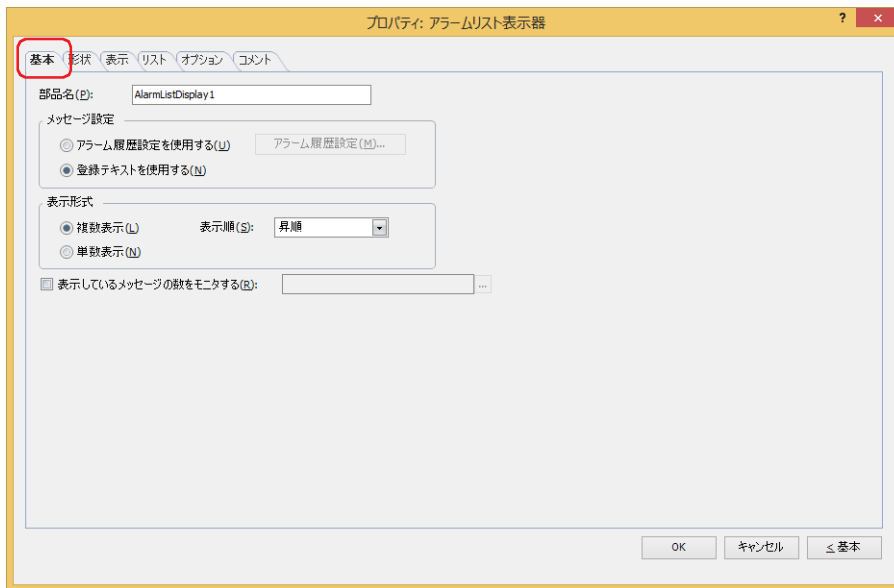 プロパティ: アラームリスト表示器
? ×
基本 形状 表示 リスト オプション コメント
部品名(P): AlarmListDisplay1
メッセージ設定
アラーム履歴設定を使用する(U) アラーム履歴設定(M)...
登録テキストを使用する(N)
表示形式
複数表示(L) 表示順(S): 昇順
単数表示(N)
表示しているメッセージの数をモニタする(R): ...
OK キャンセル < 基本